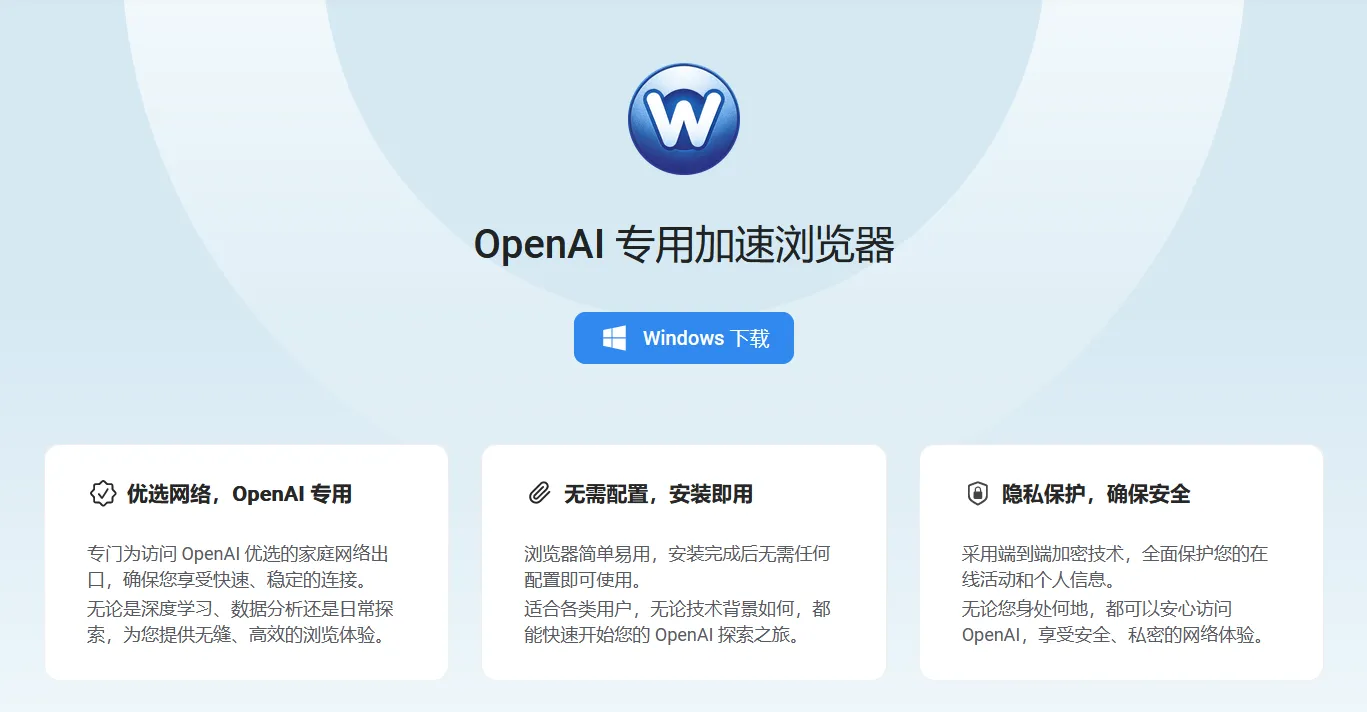 W
OpenAI 专用加速浏览器
Windows 下载
优选网络，OpenAI 专用
专门为访问 OpenAI 优选的家庭网络出
口，确保您享受快速、稳定的连接。
无论是深度学习、数据分析还是日常探
索，为您提供无缝、高效的浏览体验。
无需配置，安装即用
浏览器简单易用，安装完成后无需任何
配置即可使用。
适合各类用户，无论技术背景如何，都
能快速开始您的 OpenAI 探索之旅。
隐私保护，确保安全
采用端到端加密技术，全面保护您的在
线活动和个人信息。
无论您身处何地，都可以安心访问
OpenAI，享受安全、私密的网络体验。